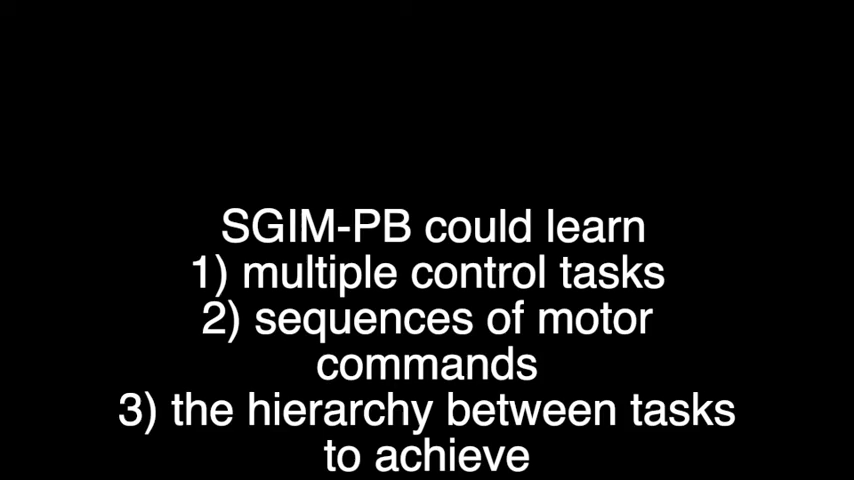 SGIM-PB could learn
1) multiple control tasks
2) sequences of motor
commands
3) the hierarchy between tasks
to achieve